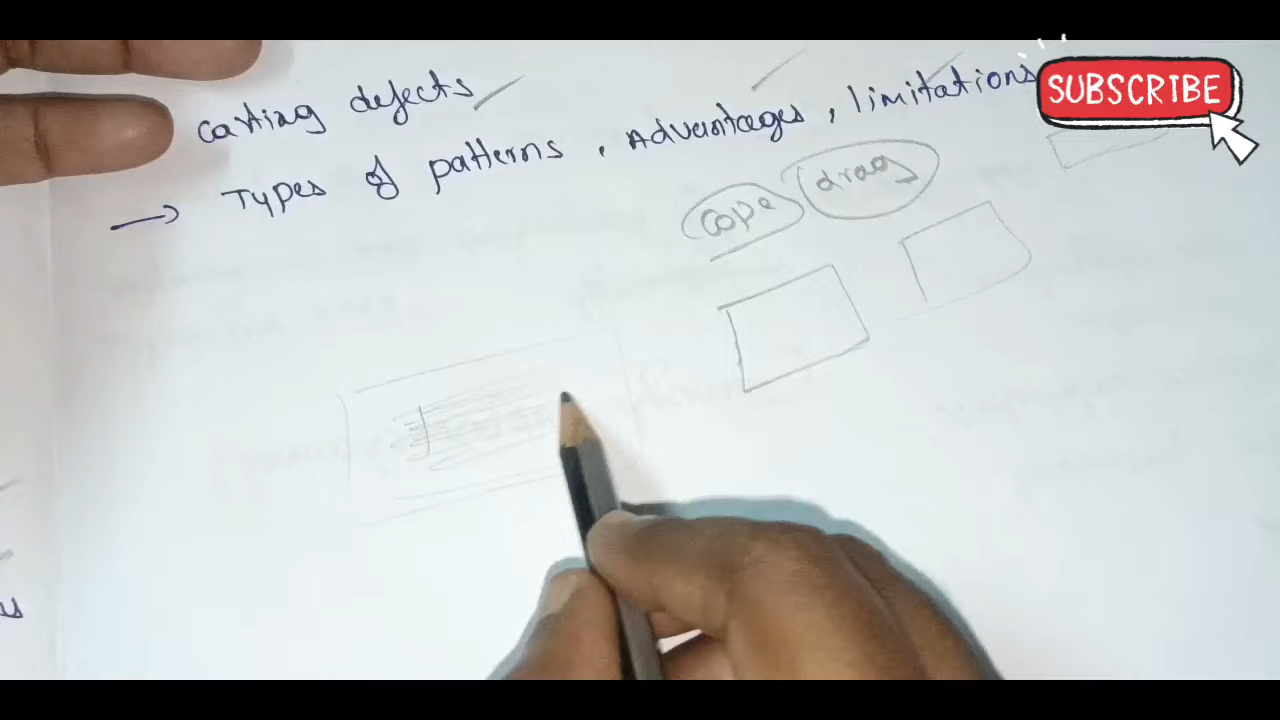 Casting defects
→ Types of patterns, Advantages, limitations
cope drag
SUBSCRIBE